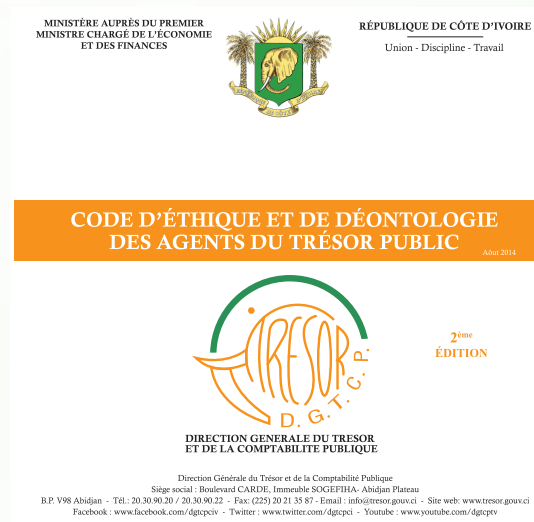 MINISTÈRE AUPRÈS DU PREMIER
MINISTRE CHARGÉ DE L'ÉCONOMIE
ET DES FINANCES
RÉPUBLIQUE DE CÔTE D'IVOIRE
Union - Discipline - Travail
CODE D'ÉTHIQUE ET DE DÉONTOLOGIE
DES AGENTS DU TRÉSOR PUBLIC
Aôut 2014
TRESOR
D.G.T.C.P.
2ème
ÉDITION
DIRECTION GENERALE DU TRESOR
ET DE LA COMPTABILITE PUBLIQUE
Direction Générale du Trésor et de la Comptabilité Publique
Siège social : Boulevard CARDE, Immeuble SOGEFIHA- Abidjan Plateau
B.P. V98 Abidjan - Tél.: 20.30.90.20 / 20.30.90.22 - Fax: (225) 20 21 35 87 - Email : info@tresor.gouv.ci - Site web: www.tresor.gouv.ci
Facebook : www.facebook.com/dgtcpciv - Twitter : www.twitter.com/dgtcpci - Youtube : www.youtube.com/dgtcptv